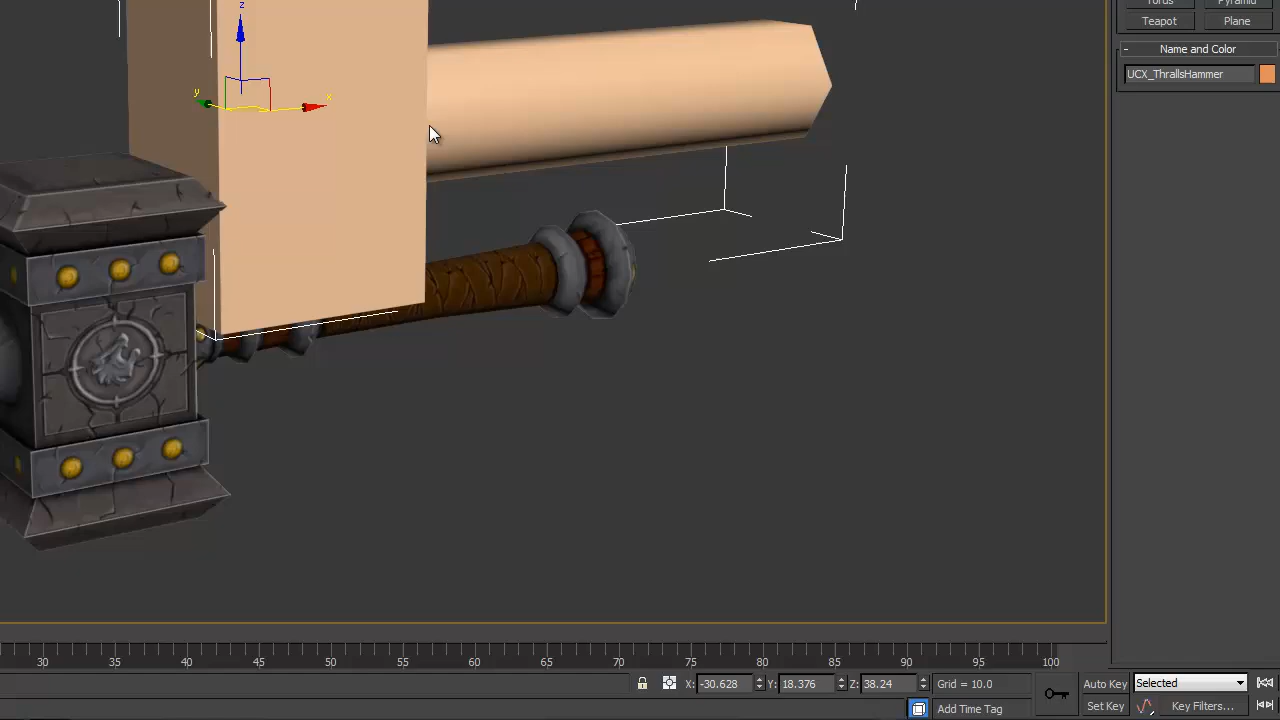 Torus Pyramid
Teapot Plane
- Name and Color
UCX_ThrallsHammer
z
y
x
30 35 40 45 50 55 60 65 70 75 80 85 90 95 100
X: -30.628 Y: 18.376 Z: 38.24 Grid = 10.0 Auto Key Selected
Add Time Tag Set Key Key Filters...